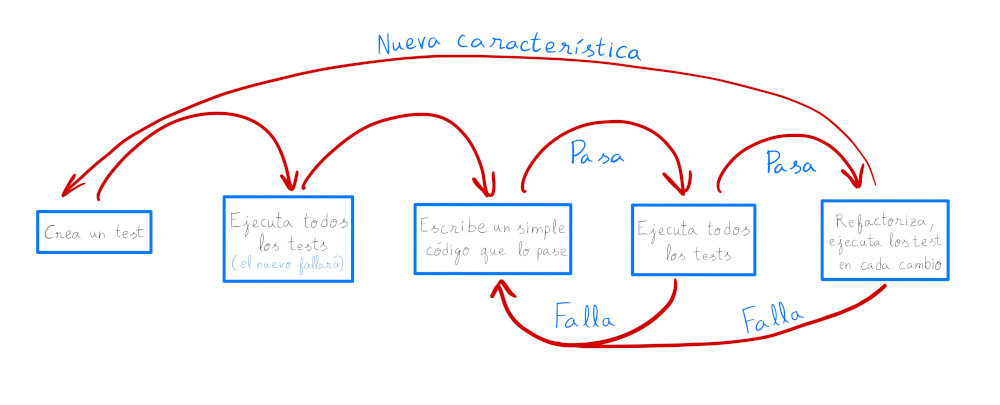 Nueva característica
Pasa
Pasa
Crea un test
Ejecuta todos
los tests
(el nuevo fallará)
Escribe un simple
código que lo pase
Ejecuta todos
los tests
Refactoriza,
ejecuta los test
en cada cambio
Falla
Falla